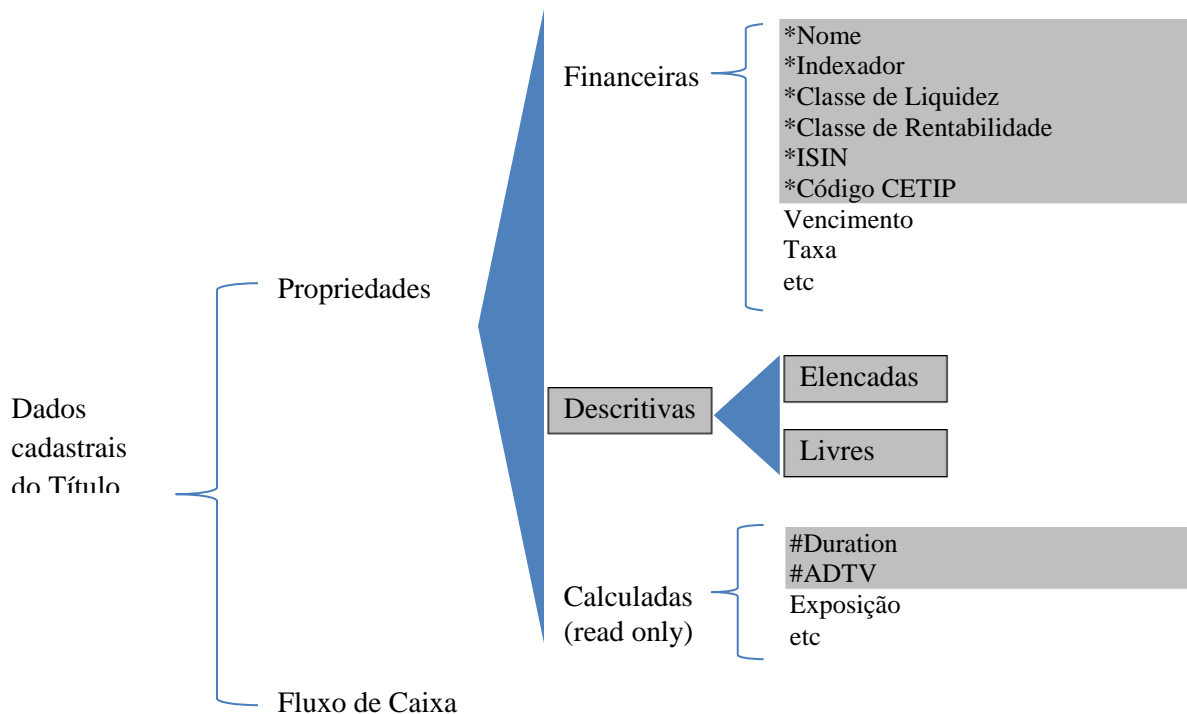 Dados
cadastrais
do Título
Propriedades
Fluxo de Caixa
Financeiras
*Nome
*Indexador
*Classe de Liquidez
*Classe de Rentabilidade
*ISIN
*Código CETIP
Vencimento
Taxa
etc
Descritivas
Elencadas
Livres
Calculadas
(read only)
#Duration
#ADTV
Exposição
etc